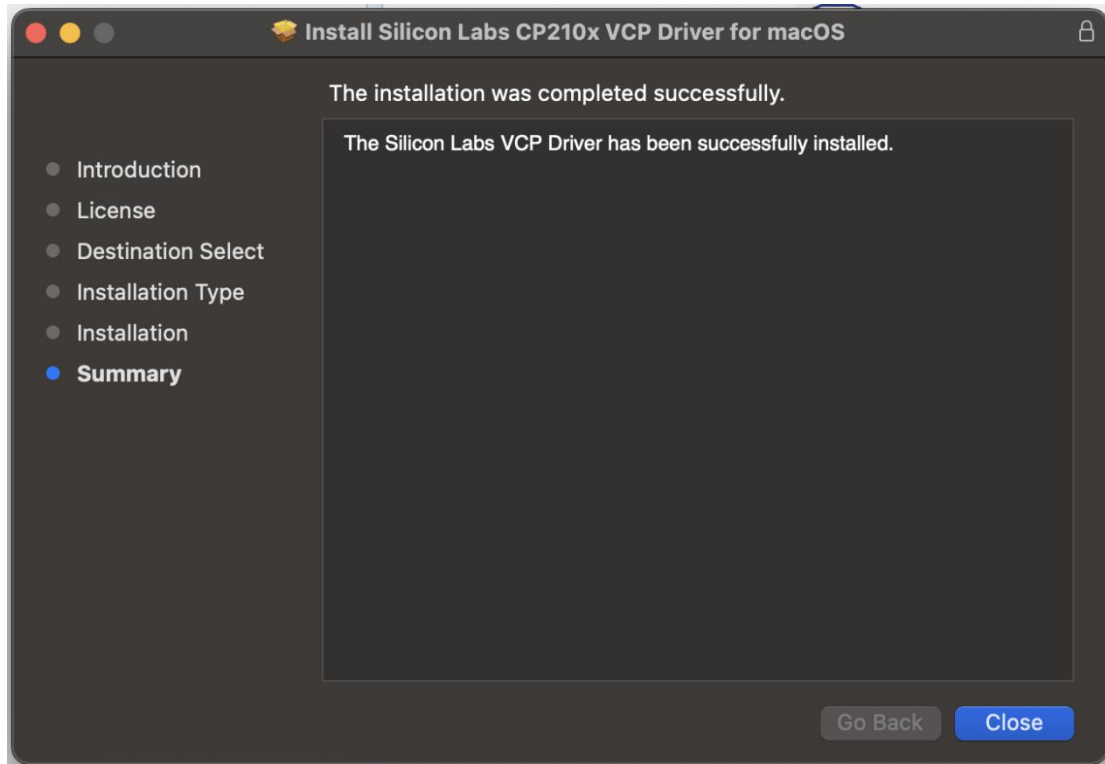 Install Silicon Labs CP210x VCP Driver for macOS
The installation was completed successfully.
The Silicon Labs VCP Driver has been successfully installed.
Introduction
License
Destination Select
Installation Type
Installation
Summary
Go Back
Close